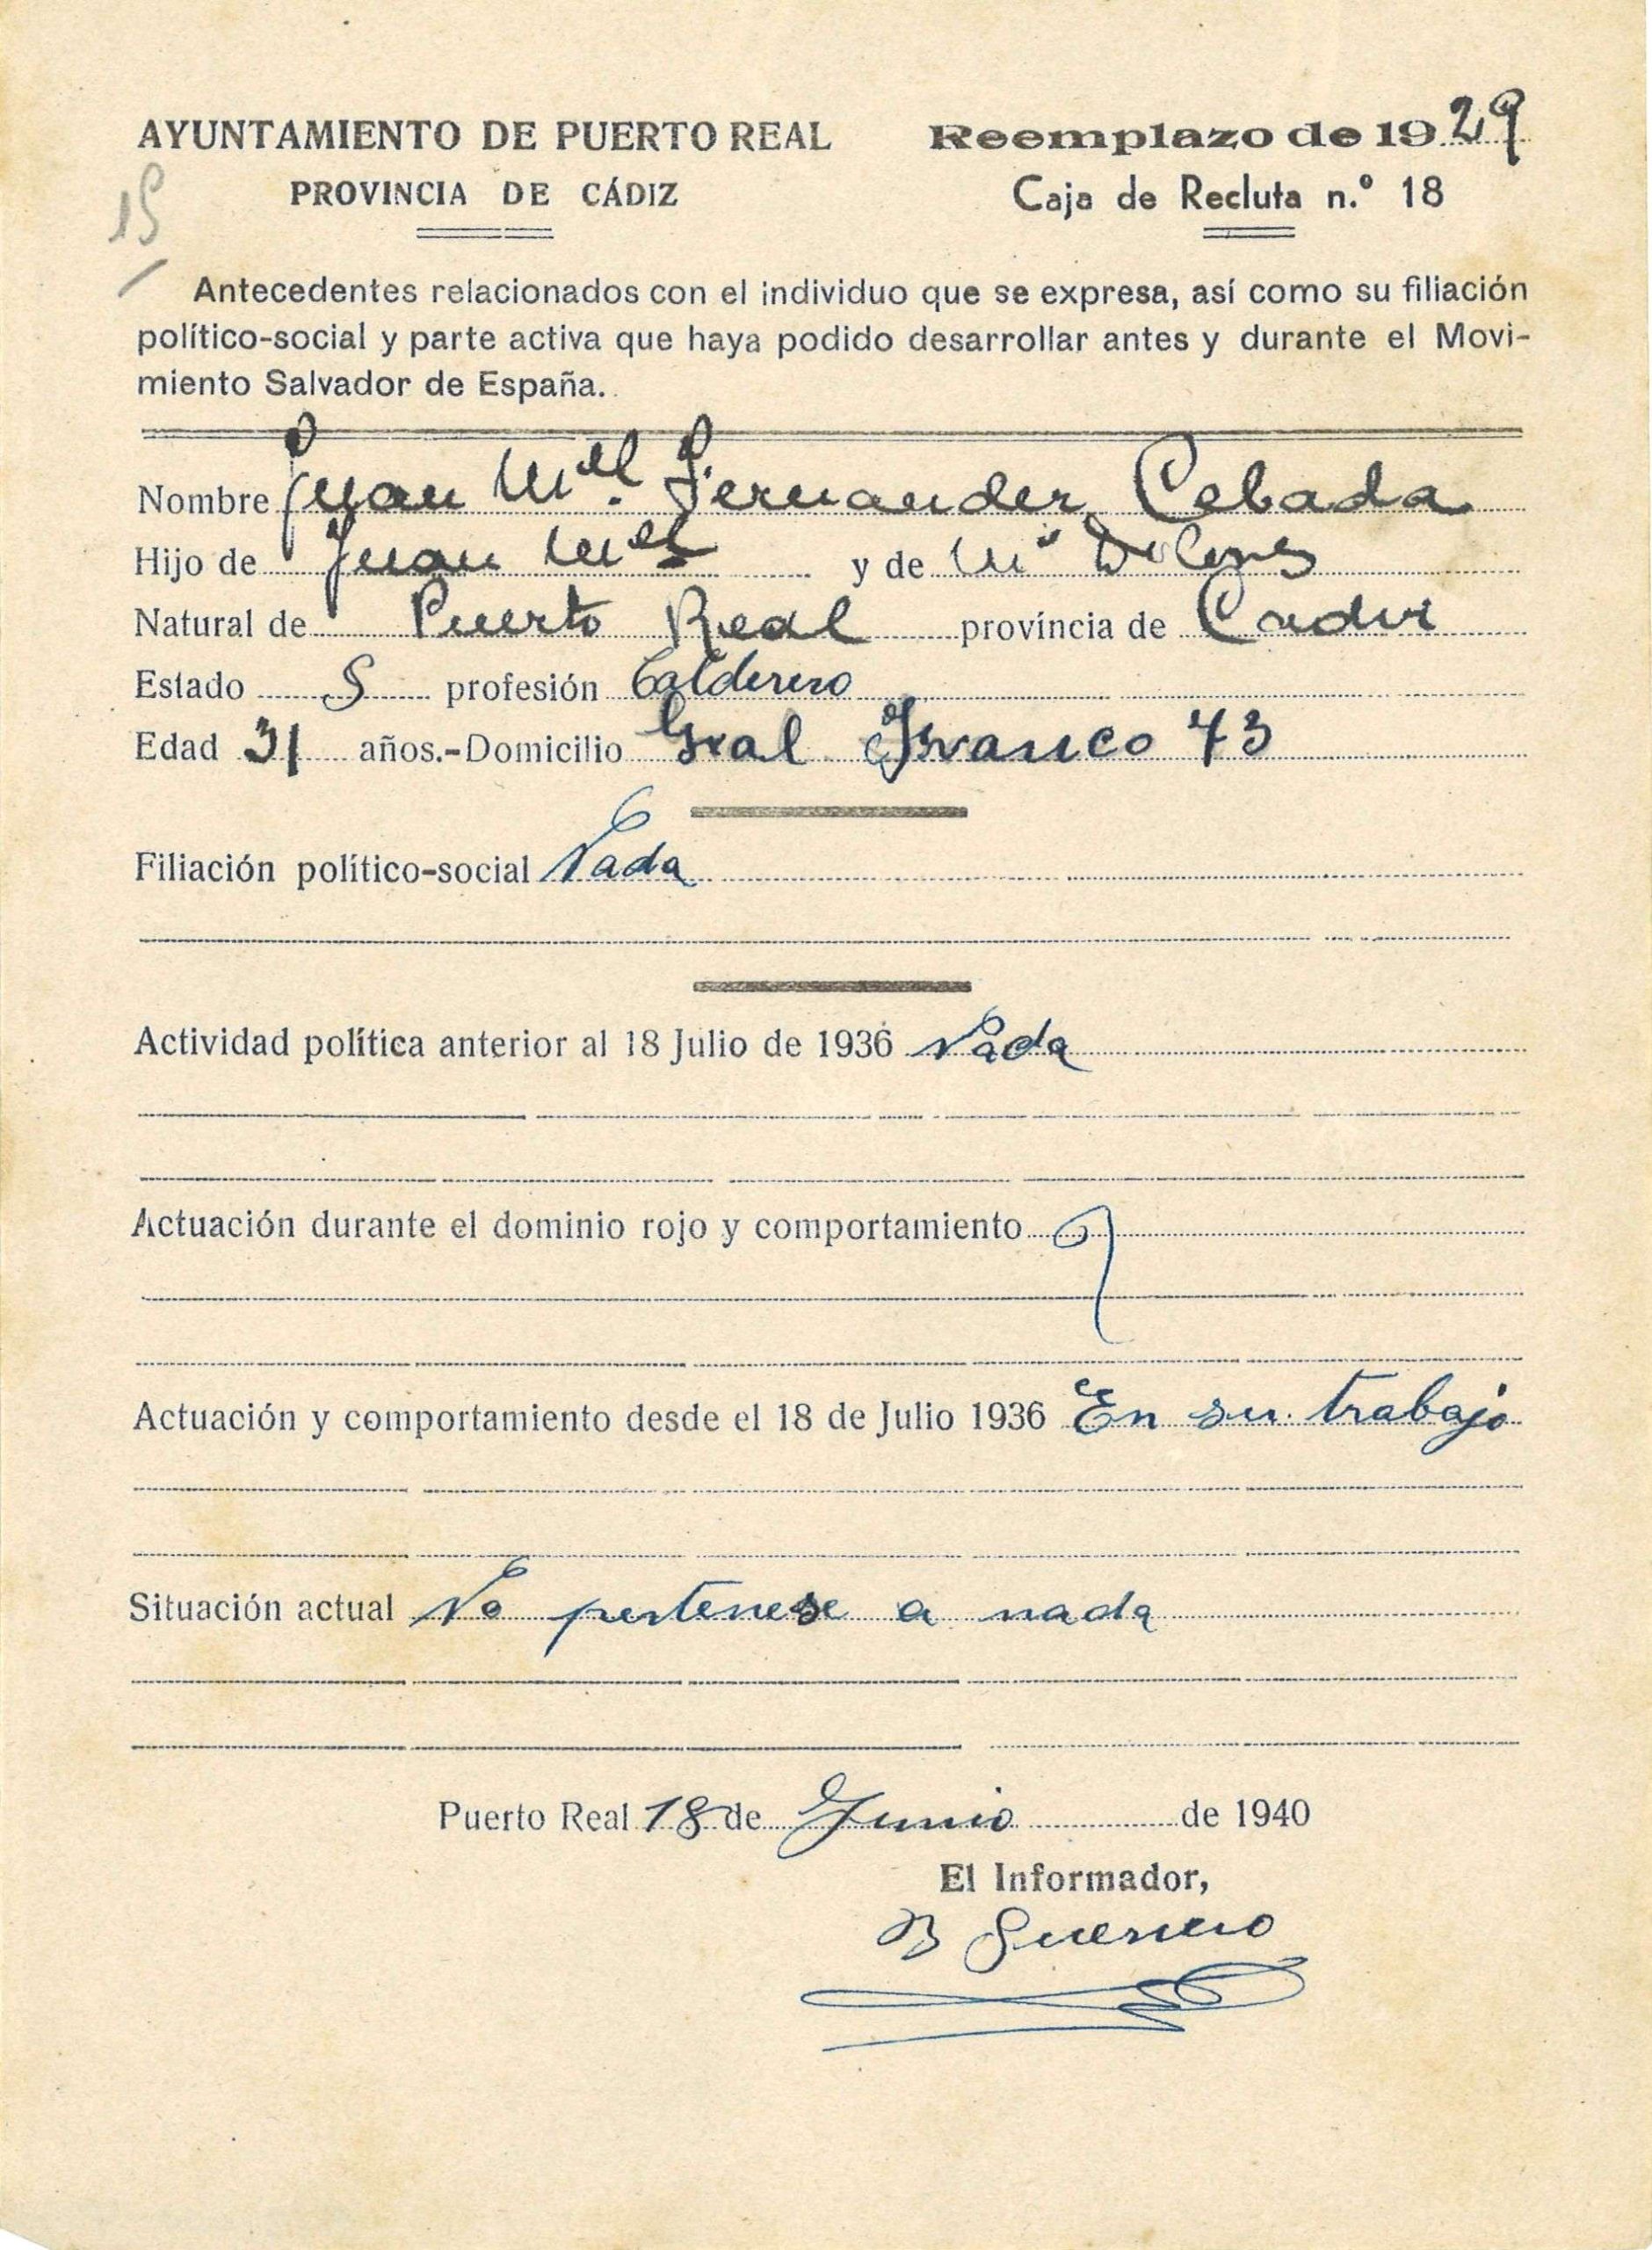 AYUNTAMIENTO DE PUERTO REAL Reemplazo de 1929
PROVINCIA DE CÁDIZ Caja de Recluta n.º 18
15
Antecedentes relacionados con el individuo que se expresa, así como su filiación
político-social y parte activa que haya podido desarrollar antes y durante el Movi-
miento Salvador de España.
Nombre Juan Mel. Fernandez Cebada
Hijo de Juan Mel y de Mª Dolores
Natural de Puerto Real provincia de Cadiz
Estado S profesión Calderero
Edad 31 años.-Domicilio Gral Franco 43
Filiación político-social Nada
Actividad política anterior al 18 Julio de 1936 Nada
Actuación durante el dominio rojo y comportamiento
Actuación y comportamiento desde el 18 de Julio 1936 En su trabajo
Situación actual No pertenese a nada
Puerto Real 18 de Junio de 1940
El Informador,
B Guerrero